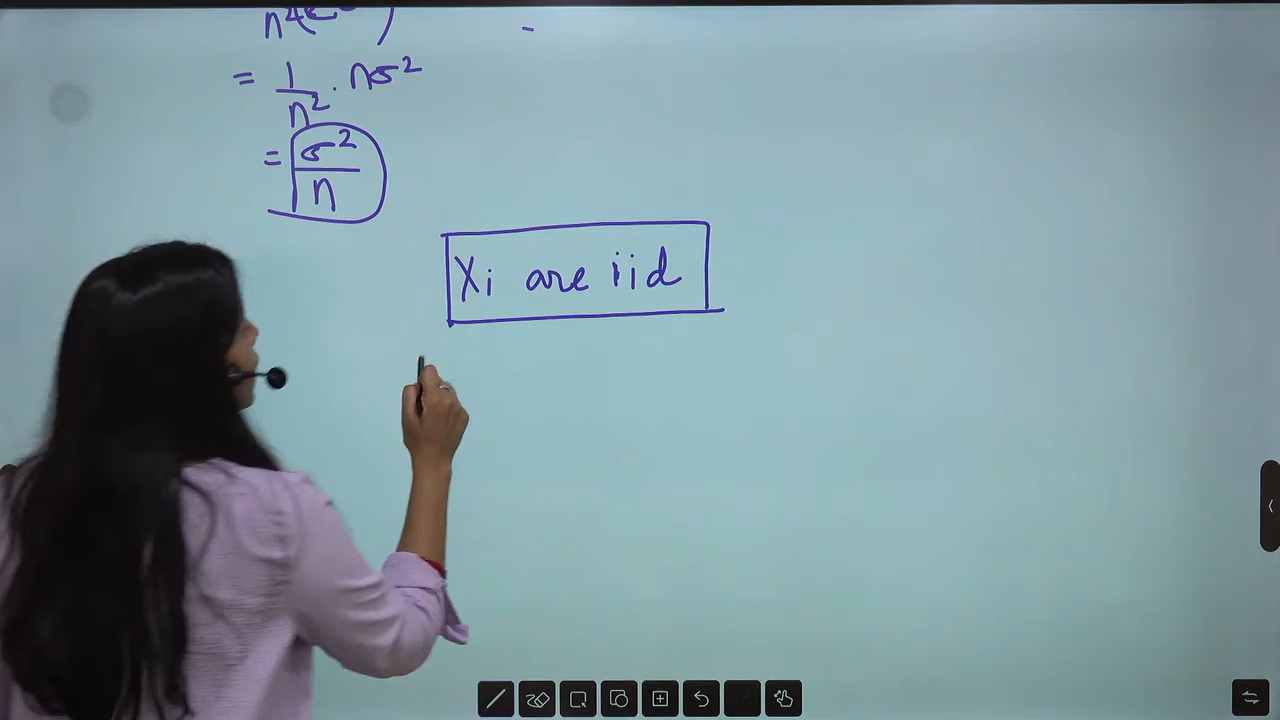 = 1/n² · nσ²
= σ²/n
Xi are iid